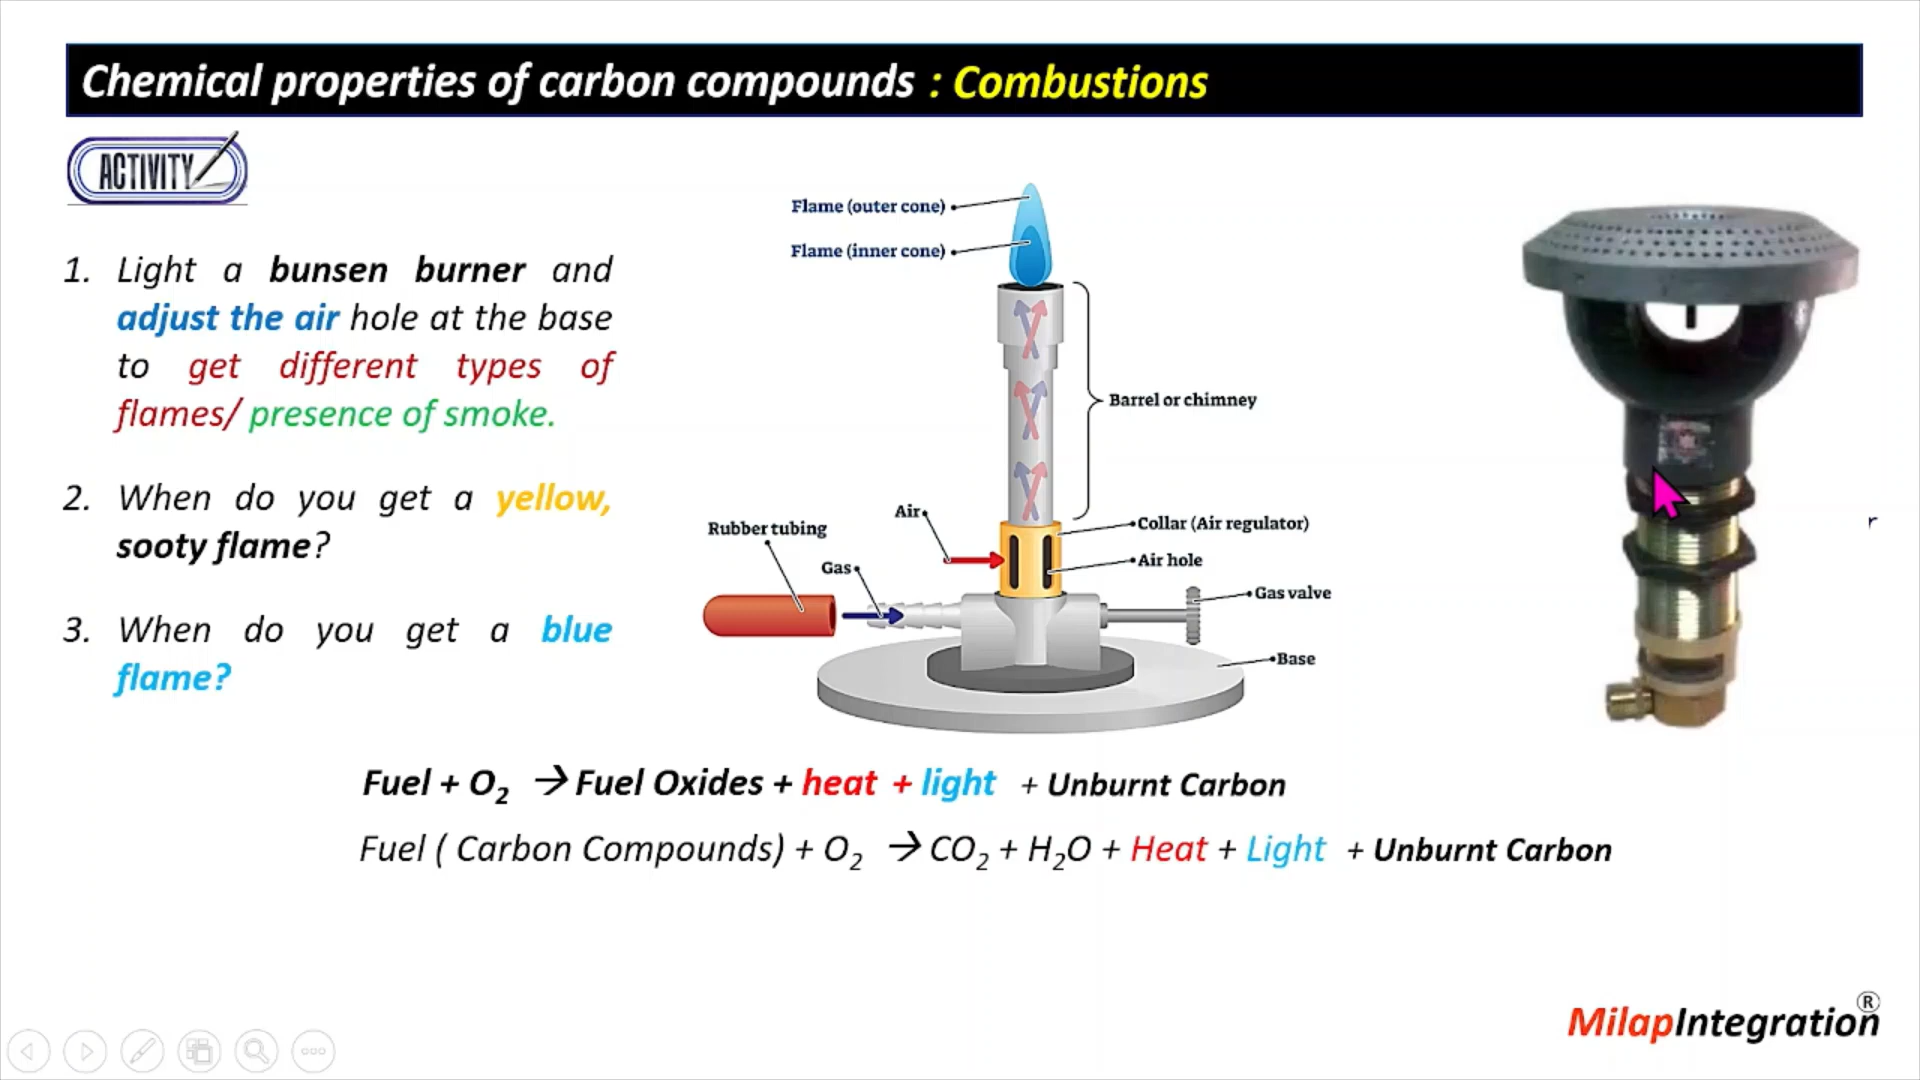 Chemical properties of carbon compounds : Combustions
ACTIVITY
1. Light a bunsen burner and
adjust the air hole at the base
to get different types of
flames/ presence of smoke.
2. When do you get a yellow,
sooty flame?
3. When do you get a blue
flame?
Flame (outer cone)
Flame (inner cone)
Barrel or chimney
Air
Collar (Air regulator)
Rubber tubing
Air hole
Gas
Gas valve
Base
r
Fuel + O₂ → Fuel Oxides + heat + light + Unburnt Carbon
Fuel ( Carbon Compounds) + O₂ → CO₂ + H₂O + Heat + Light + Unburnt Carbon
MilapIntegration®